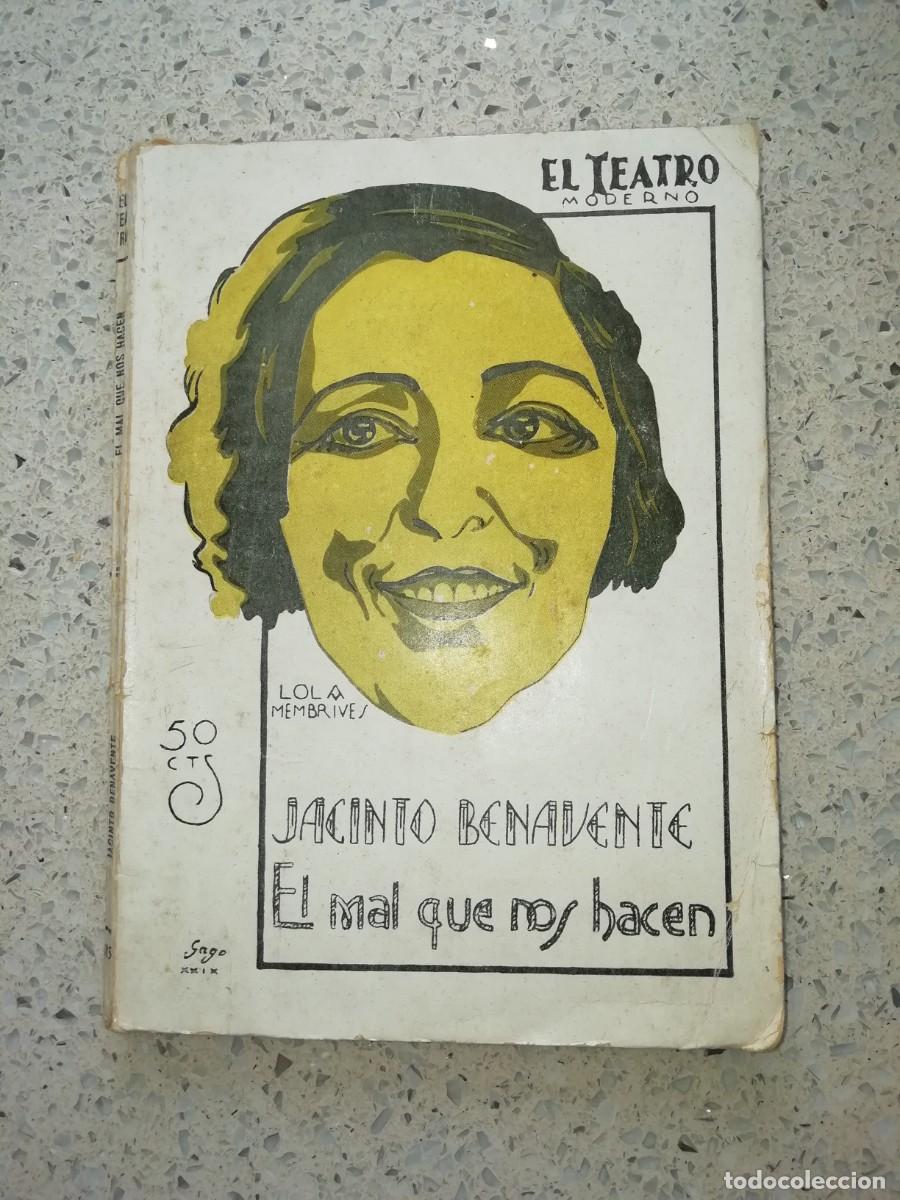 EL TEATRO
MODERNO
LOLA
MEMBRIVES
50
CTS
JACINTO BENAVENTE
El mal que nos hacen
Gago
XXIX
EL MAL QUE NOS HACEN
JACINTO BENAVENTE
todocoleccion